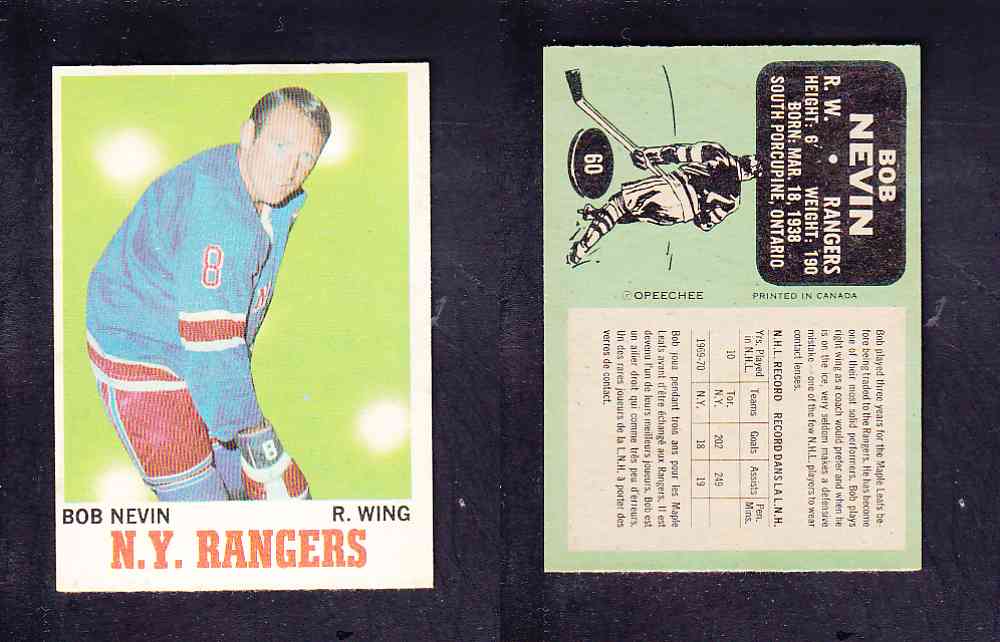 8
8
BOB NEVIN R. WING
N.Y. RANGERS
BOB
NEVIN
R. W. • RANGERS
HEIGHT: 6' WEIGHT: 190
BORN: MAR. 18, 1938
SOUTH PORCUPINE, ONTARIO
60
7
©OPEECHEE PRINTED IN CANADA
Bob played three years for the Maple Leafs be-
fore being traded to the Rangers. He has become
one of their most solid performers. Bob plays
right wing as a coach would prefer and when he
is on the ice, very seldom makes a defensive
mistake — one of the few N.H.L. players to wear
contact lenses.
N.H.L. RECORD RECORD DANS LA L.N.H.
Yrs. Played in N.H.L. Teams Goals Assists Pen. Mins.
10 Tor. N.Y. 202 249
1969-70 N.Y. 18 19
Bob joua pendant trois ans pour les Maple
Leafs avant d'être échangé aux Rangers. Il est
devenu l'un de leurs meilleurs joueurs. Bob est
un ailier droit qui comme très peu d'erreurs.
Un des rares joueurs de la L.N.H. à porter des
verres de contact.